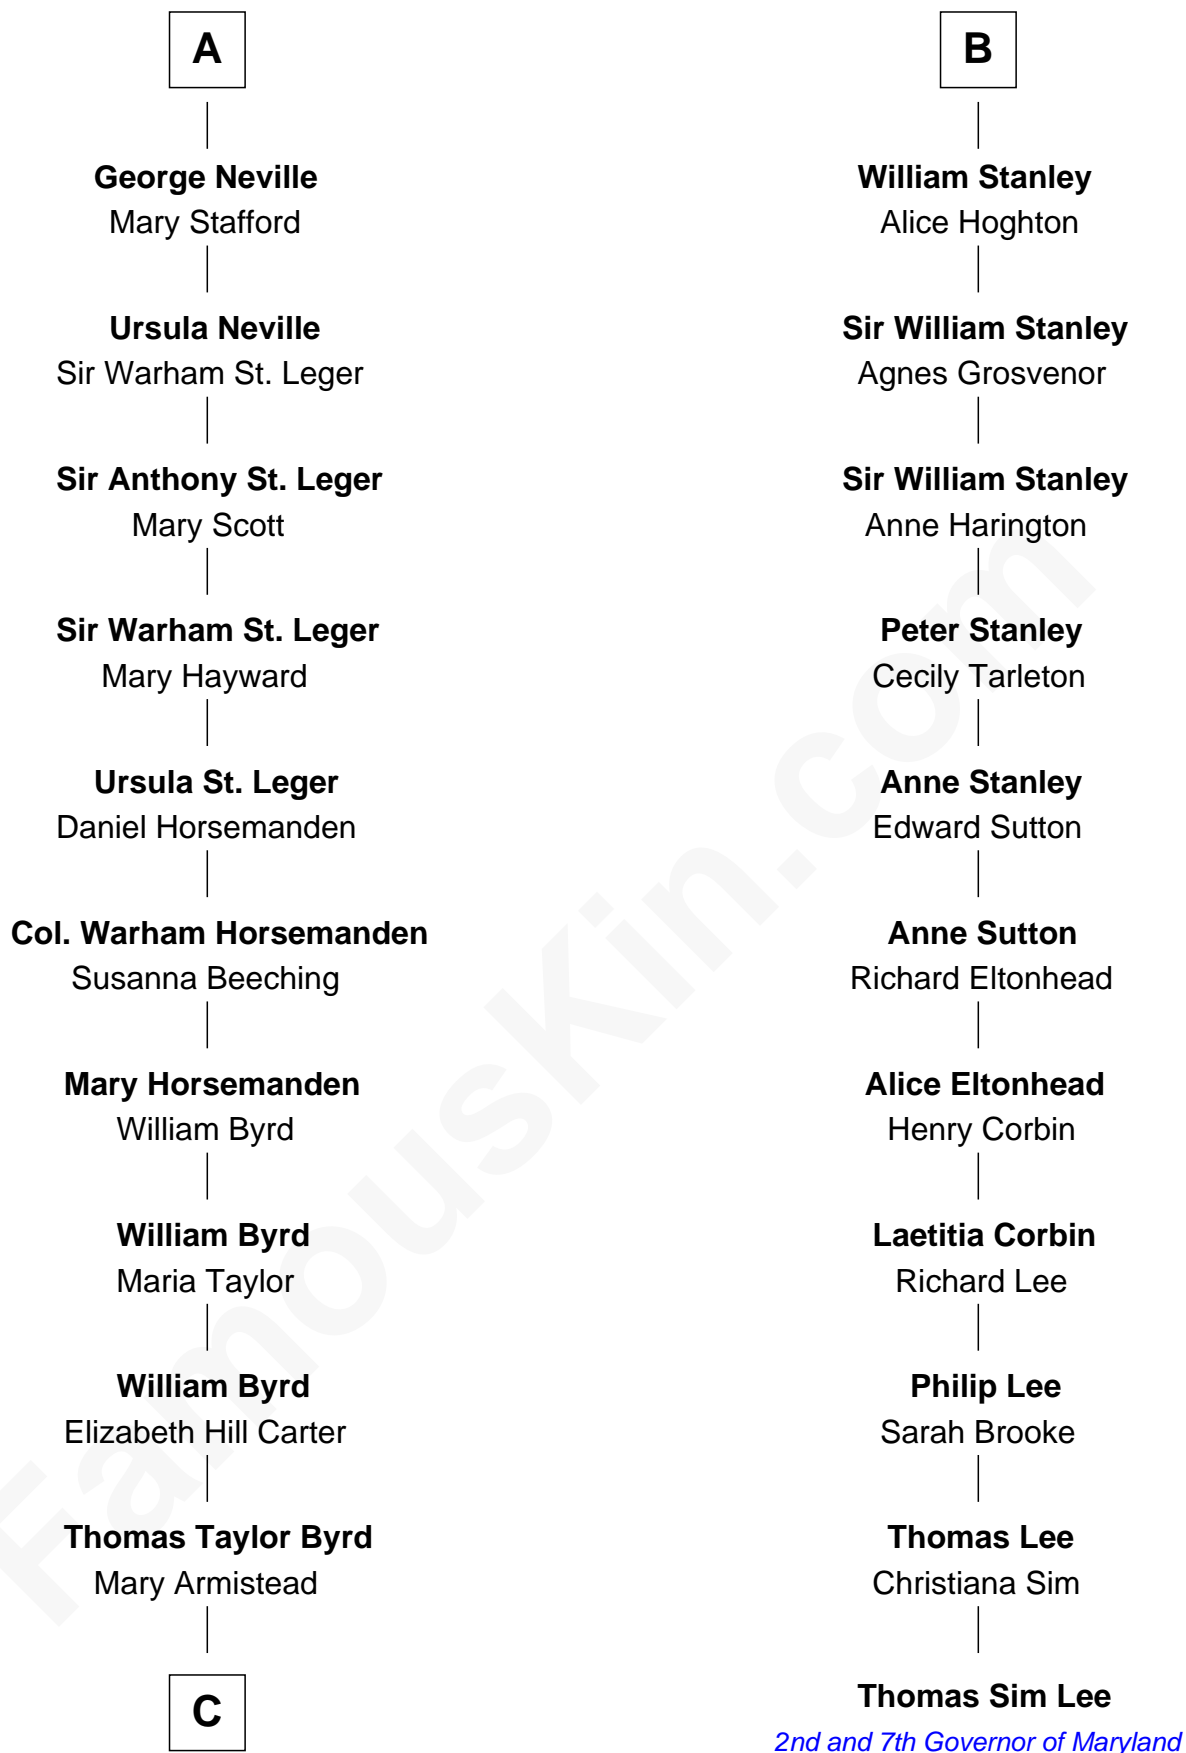 A
George Neville
Mary Stafford
Ursula Neville
Sir Warham St. Leger
Sir Anthony St. Leger
Mary Scott
Sir Warham St. Leger
Mary Hayward
Ursula St. Leger
Daniel Horsemanden
Col. Warham Horsemanden
Susanna Beeching
Mary Horsemanden
William Byrd
William Byrd
Maria Taylor
William Byrd
Elizabeth Hill Carter
Thomas Taylor Byrd
Mary Armistead
C
B
William Stanley
Alice Hoghton
Sir William Stanley
Agnes Grosvenor
Sir William Stanley
Anne Harington
Peter Stanley
Cecily Tarleton
Anne Stanley
Edward Sutton
Anne Sutton
Richard Eltonhead
Alice Eltonhead
Henry Corbin
Laetitia Corbin
Richard Lee
Philip Lee
Sarah Brooke
Thomas Lee
Christiana Sim
Thomas Sim Lee
2nd and 7th Governor of Maryland
FamousKin.com